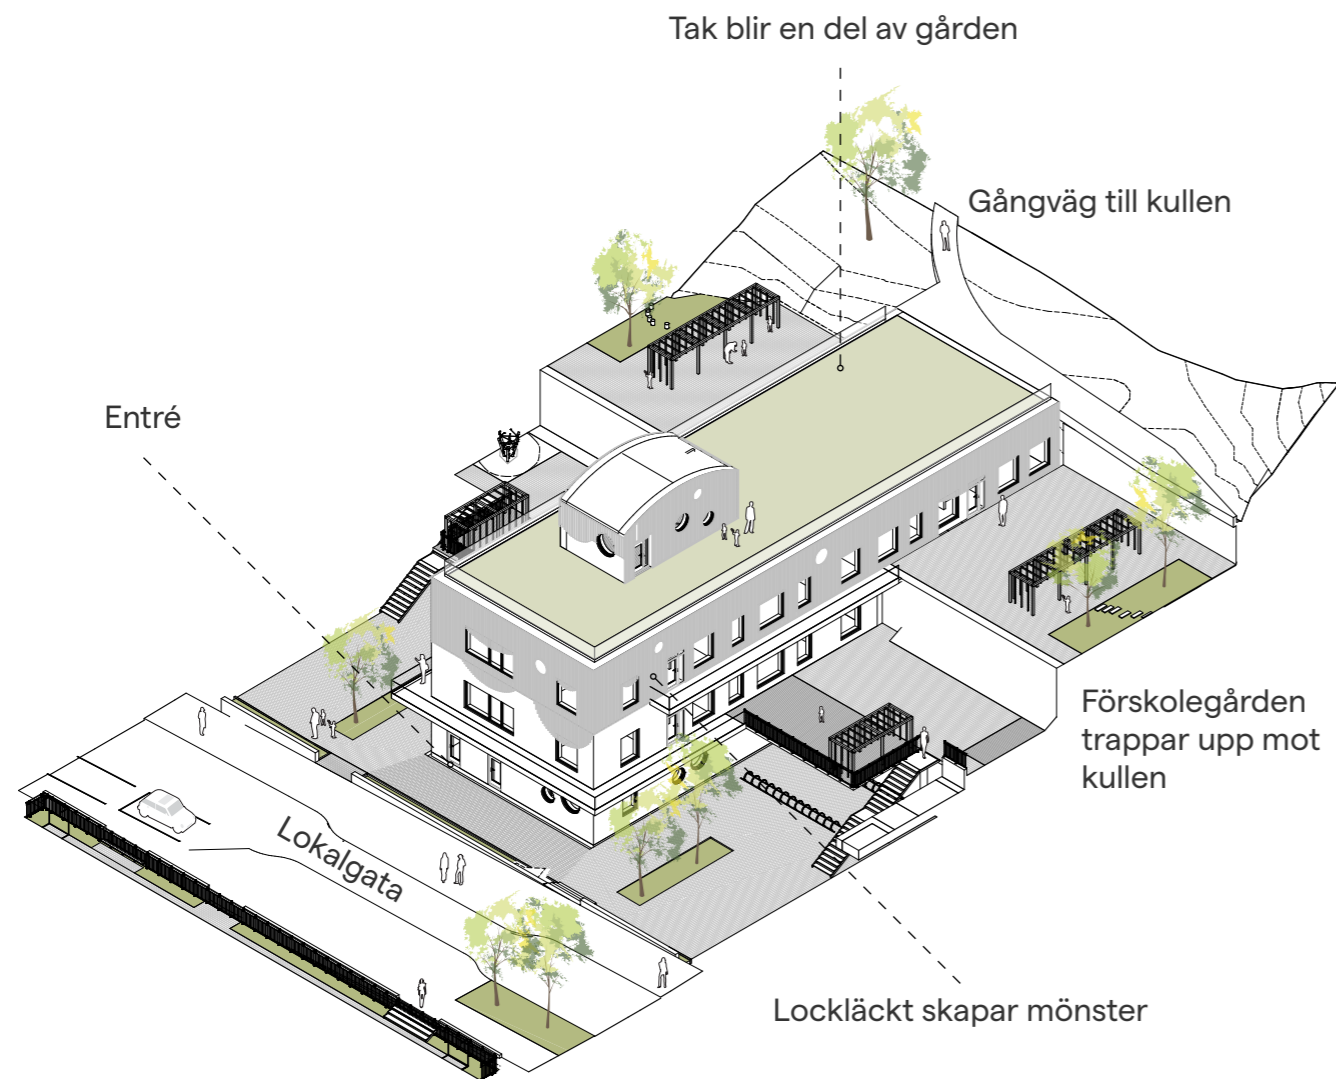 Tak blir en del av gården
Gångväg till kullen
Entré
Förskolegården
trappar upp mot
kullen
Lokalgata
Lockläckt skapar mönster